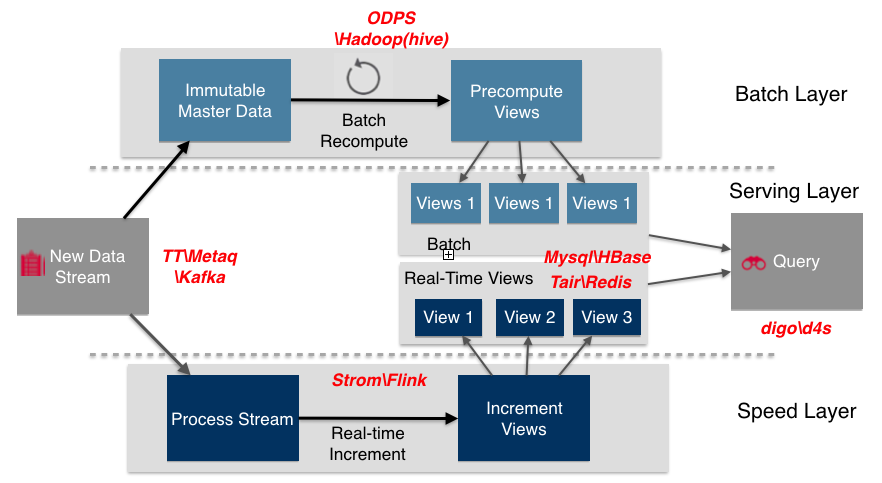 ODPS
\Hadoop(hive)
Immutable
Master Data
Batch
Recompute
Precompute
Views
Batch Layer
Views 1
Views 1
Views 1
Serving Layer
New Data
Stream
TT\Metaq
\Kafka
Batch
Mysql\HBase
Real-Time Views
Tair\Redis
Query
View 1
View 2
View 3
digo\d4s
Strom\Flink
Process Stream
Real-time
Increment
Increment
Views
Speed Layer